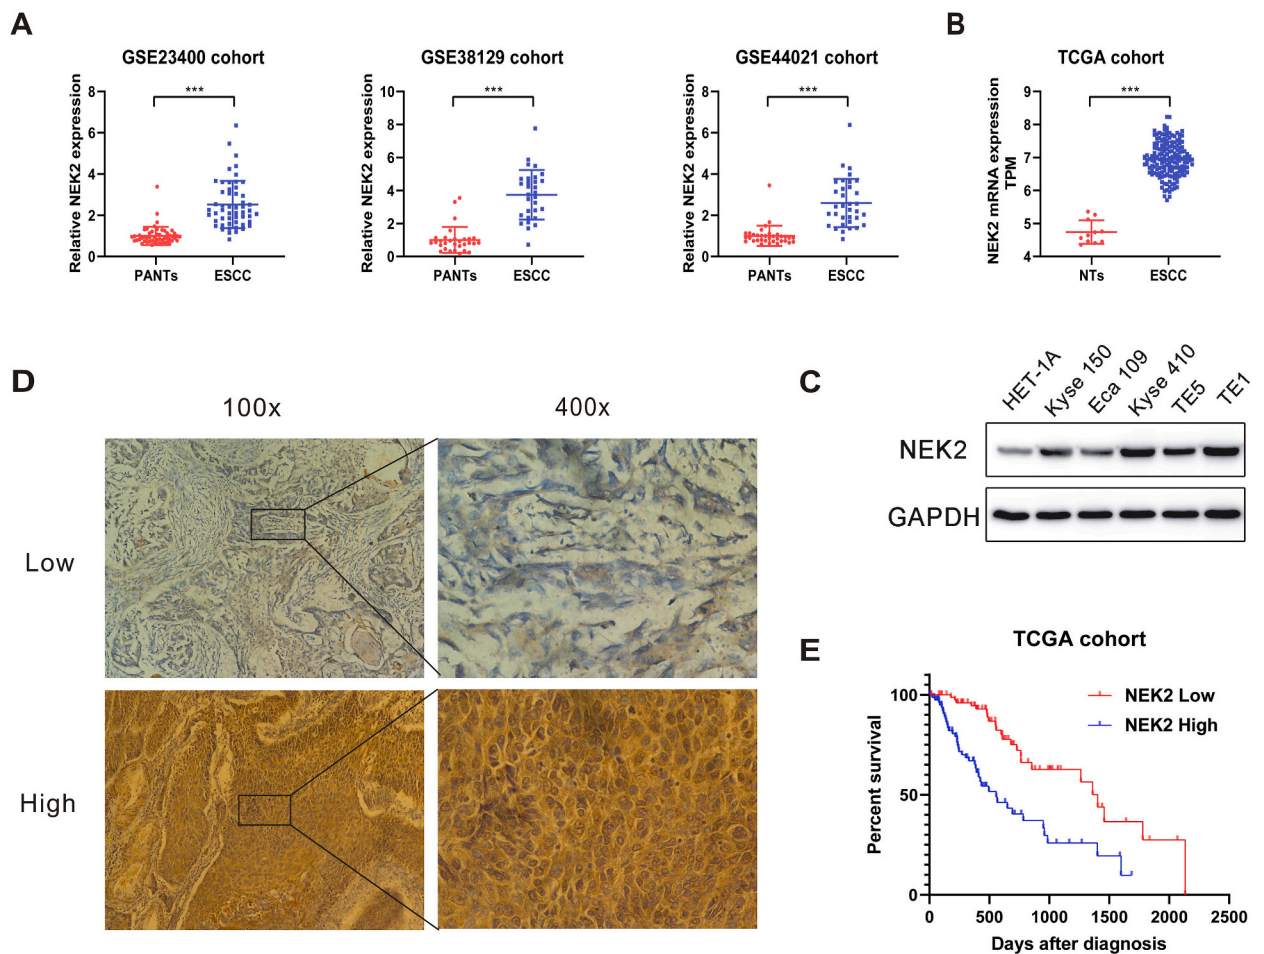 A
B
GSE23400 cohort
GSE38129 cohort
GSE44021 cohort
TCGA cohort
Relative NEK2 expression
8
6
4
2
0
***
PANTs
ESCC
Relative NEK2 expression
10
8
6
4
2
0
***
PANTs
ESCC
Relative NEK2 expression
8
6
4
2
0
***
PANTs
ESCC
NEK2 mRNA expression
TPM
9
8
7
6
5
4
***
NTs
ESCC
C
HET-1A
Kyse 150
Eca 109
Kyse 410
TE5
TE1
NEK2
GAPDH
D
100x
400x
Low
High
E
TCGA cohort
Percent survival
100
50
0
NEK2 Low
NEK2 High
0
500
1000
1500
2000
2500
Days after diagnosis